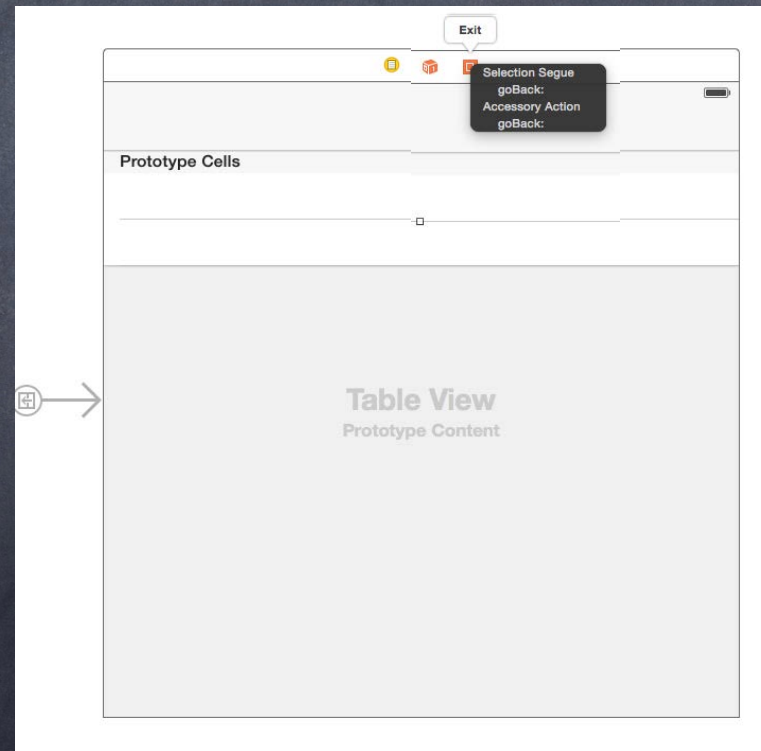 Exit
Selection Segue
goBack:
Accessory Action
goBack:
Prototype Cells
Table View
Prototype Content